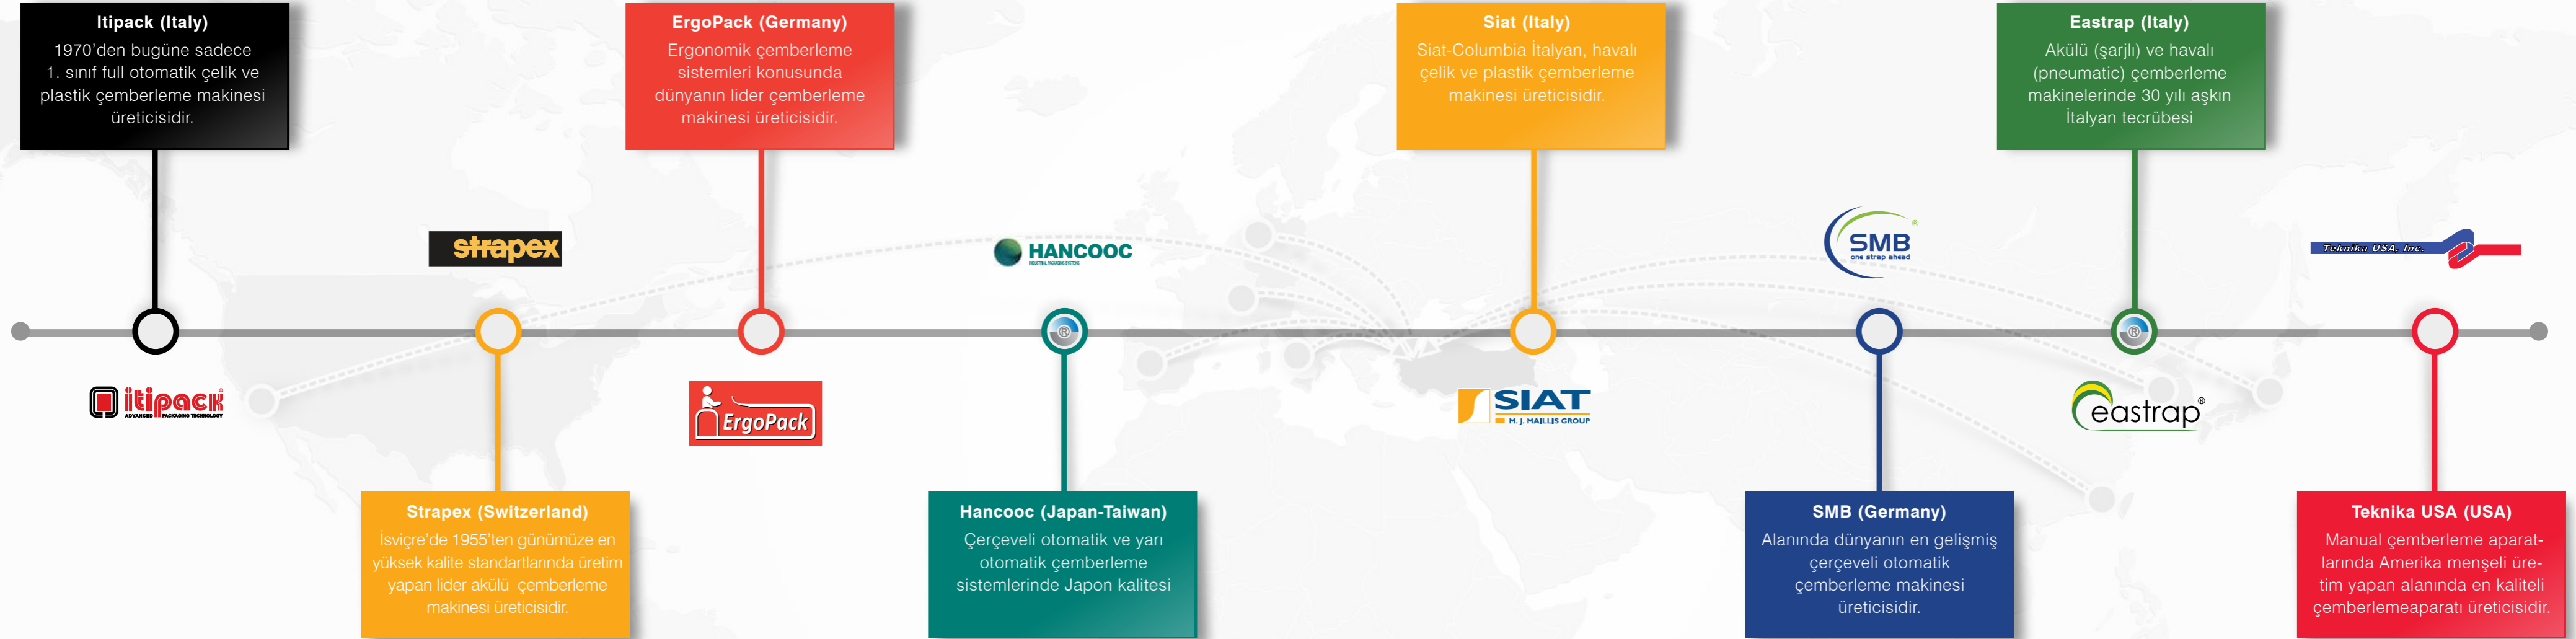 Itipack (Italy)
1970'den bugüne sadece
1. sınıf full otomatik çelik ve
plastik çemberleme makinesi
üreticisidir.
itipack®
ADVANCED PACKAGING TECHNOLOGY
strapex
Strapex (Switzerland)
İsviçre'de 1955'ten günümüze en
yüksek kalite standartlarında üretim
yapan lider akülü çemberleme
makinesi üreticisidir.
ErgoPack (Germany)
Ergonomik çemberleme
sistemleri konusunda
dünyanın lider çemberleme
makinesi üreticisidir.
ErgoPack
HANCOOC
INDUSTRIAL PACKAGING SYSTEMS
®
Hancooc (Japan-Taiwan)
Çerçeveli otomatik ve yarı
otomatik çemberleme
sistemlerinde Japon kalitesi
Siat (Italy)
Siat-Columbia İtalyan, havalı
çelik ve plastik çemberleme
makinesi üreticisidir.
SIAT
M. J. MAILLIS GROUP
SMB®
one strap ahead
SMB (Germany)
Alanında dünyanın en gelişmiş
çerçeveli otomatik
çemberleme makinesi
üreticisidir.
Eastrap (Italy)
Akülü (şarjlı) ve havalı
(pneumatic) çemberleme
makinelerinde 30 yılı aşkın
İtalyan tecrübesi
®
eastrap®
Teknika USA, Inc.
Teknika USA (USA)
Manual çemberleme aparat-
larında Amerika menşeli üre-
tim yapan alanında en kaliteli
çemberlemeaparatı üreticisidir.